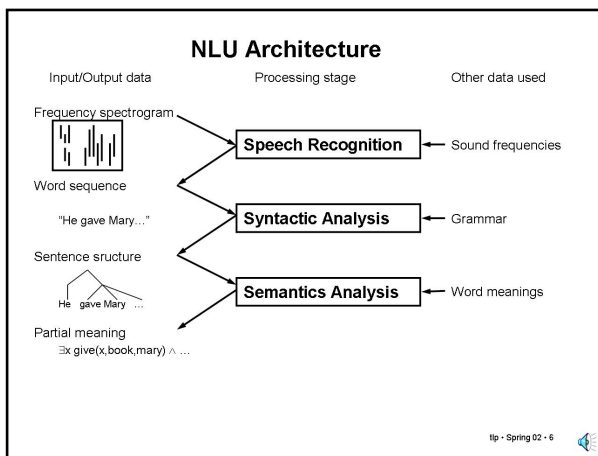 NLU Architecture
Input/Output data Processing stage Other data used
Frequency spectrogram
Speech Recognition Sound frequencies
Word sequence
"He gave Mary…" Syntactic Analysis Grammar
Sentence sructure
Semantics Analysis Word meanings
He gave Mary …
Partial meaning
∃x give(x,book,mary) ∧ …
tlp • Spring 02 • 6